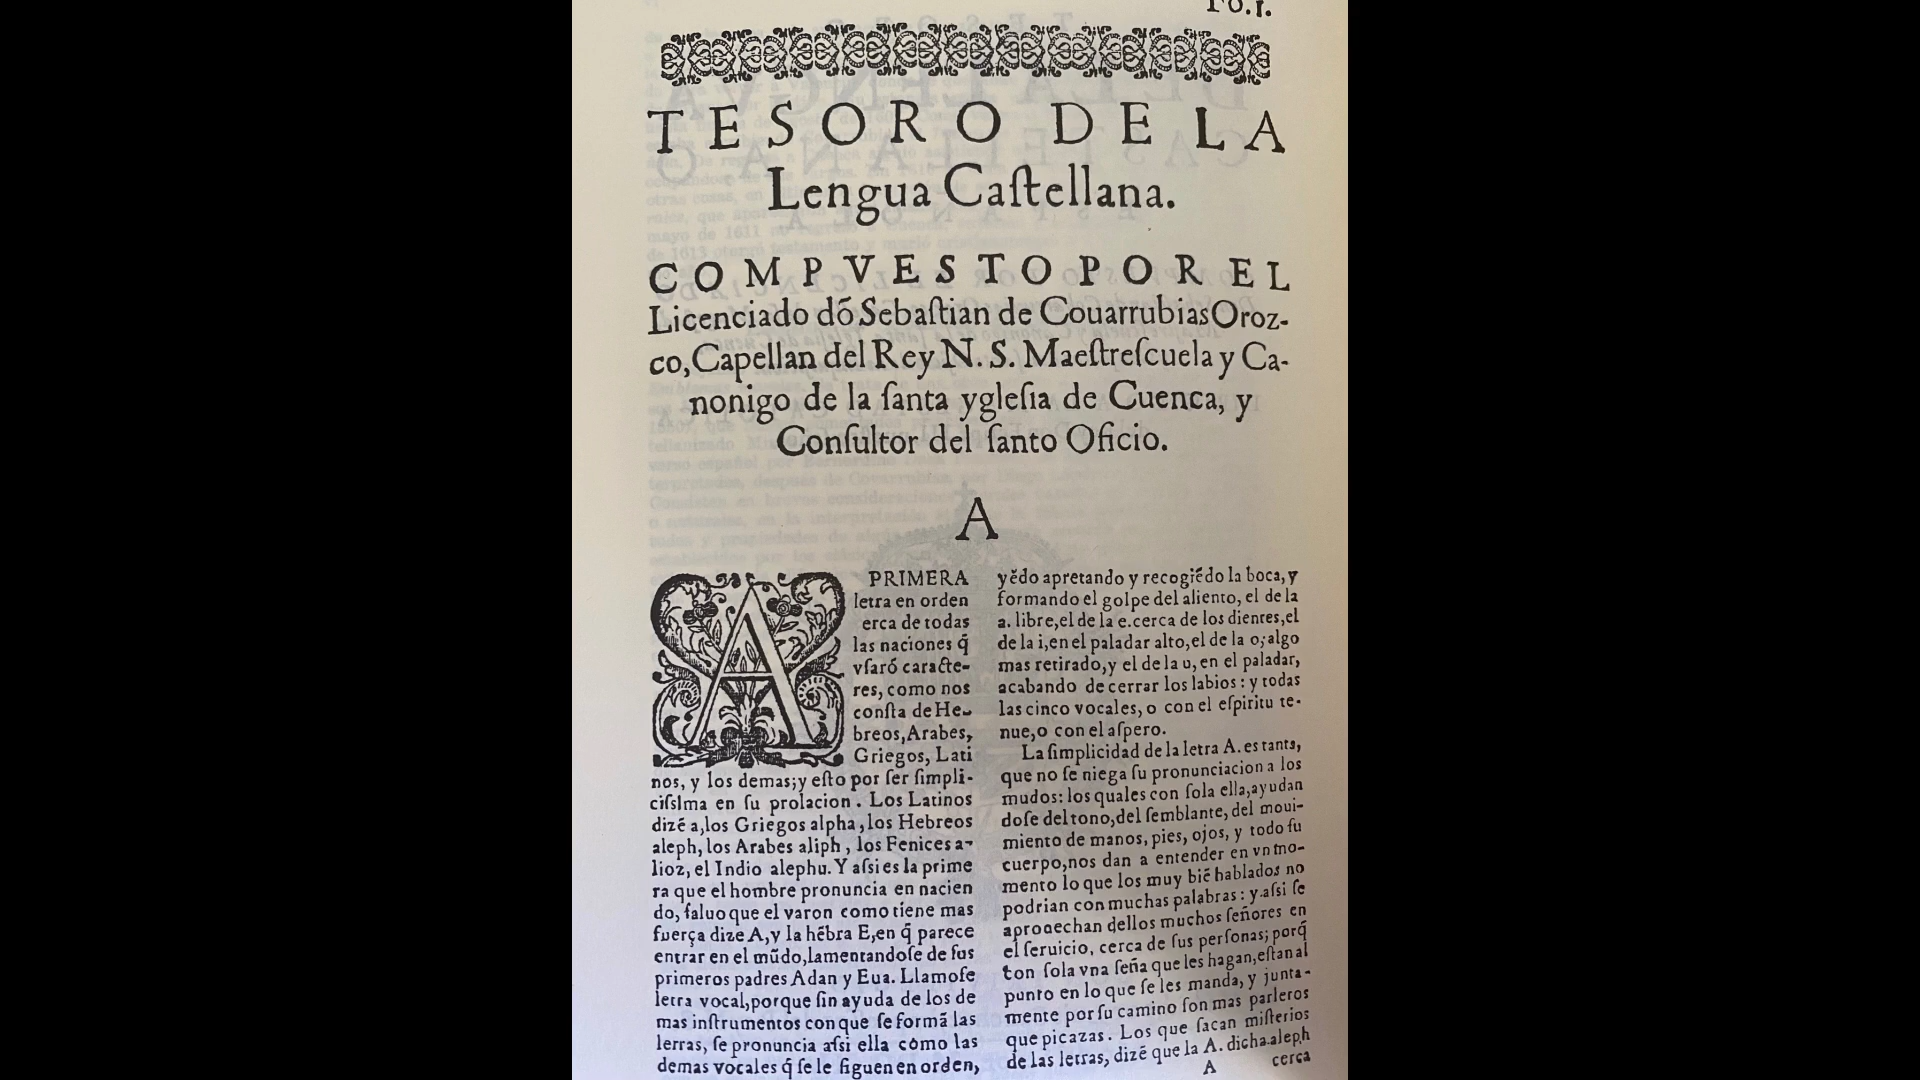 Fo.1.
TESORO DE LA
Lengua Caſtellana.
COMPVESTO POR EL
Licenciado dõ Sebaſtian de Couarrubias Oroz-
co, Capellan del Rey N. S. Maeſtreſcuela y Ca-
nonigo de la ſanta ygleſia de Cuenca, y
Conſultor del ſanto Oficio.
A
A PRIMERA
letra en orden
erca de todas
las naciones q̃
vſarõ caracte-
res, como nos
conſta de He-
breos, Arabes,
Griegos, Lati
nos, y los demas; y eſto por ſer ſimpli-
ciſsima en ſu prolacion. Los Latinos
dizẽ a, los Griegos alpha, los Hebreos
aleph, los Arabes aliph, los Fenices a-
lioz, el Indio alephu. Y aſsi es la prime
ra que el hombre pronuncia en nacien
do, ſaluo que el varon como tiene mas
fuerça dize A, y la hẽbra E, en q̃ parece
entrar en el mũdo, lamentandoſe de ſus
primeros padres Adan y Eua. Llamoſe
letra vocal, porque ſin ayuda de los de
mas inſtrumentos con que ſe formã las
letras, ſe pronuncia aſsi ella como las
demas vocales q̃ ſe le ſiguen en orden,
yẽdo apretando y recogiẽdo la boca, y
formando el golpe del aliento, el de la
a. libre, el de la e. cerca de los dientes, el
de la i, en el paladar alto, el de la o; algo
mas retirado, y el de la u, en el paladar,
acabando de cerrar los labios: y todas
las cinco vocales, o con el eſpiritu te-
nue, o con el aſpero.
La ſimplicidad de la letra A. es tanta,
que no ſe niega ſu pronunciacion a los
mudos: los quales con ſola ella, ayudan
doſe del tono, del ſemblante, del moui-
miento de manos, pies, ojos, y todo ſu
cuerpo, nos dan a entender en vn mo-
mento lo que los muy biẽ hablados no
podrian con muchas palabras: y aſsi ſe
aprouechan dellos muchos ſeñores en
el ſeruicio, cerca de ſus perſonas; porq̃
con ſola vna ſeña que les hagan, eſtan al
punto en lo que ſe les manda, y junta-
mente por ſu camino ſon mas parleros
que picazas. Los que ſacan miſterios
de las letras, dizẽ que la A. dicha aleph
A
cerca